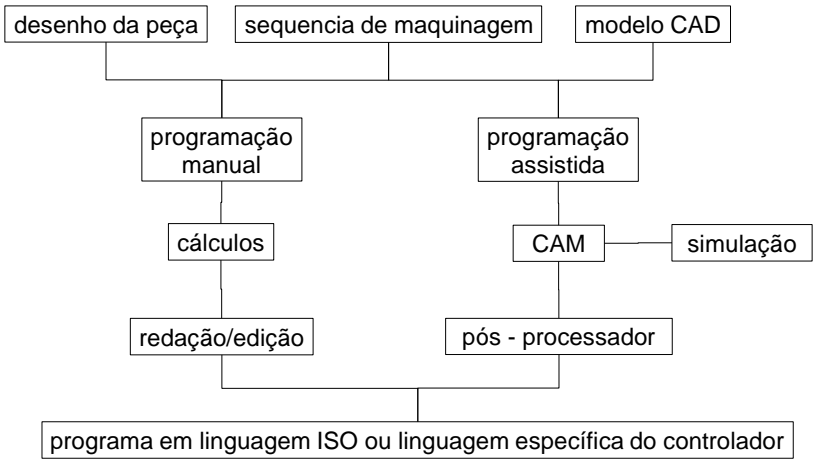 desenho da peça
sequencia de maquinagem
modelo CAD
programação
manual
programação
assistida
cálculos
CAM
simulação
redação/edição
pós - processador
programa em linguagem ISO ou linguagem específica do controlador